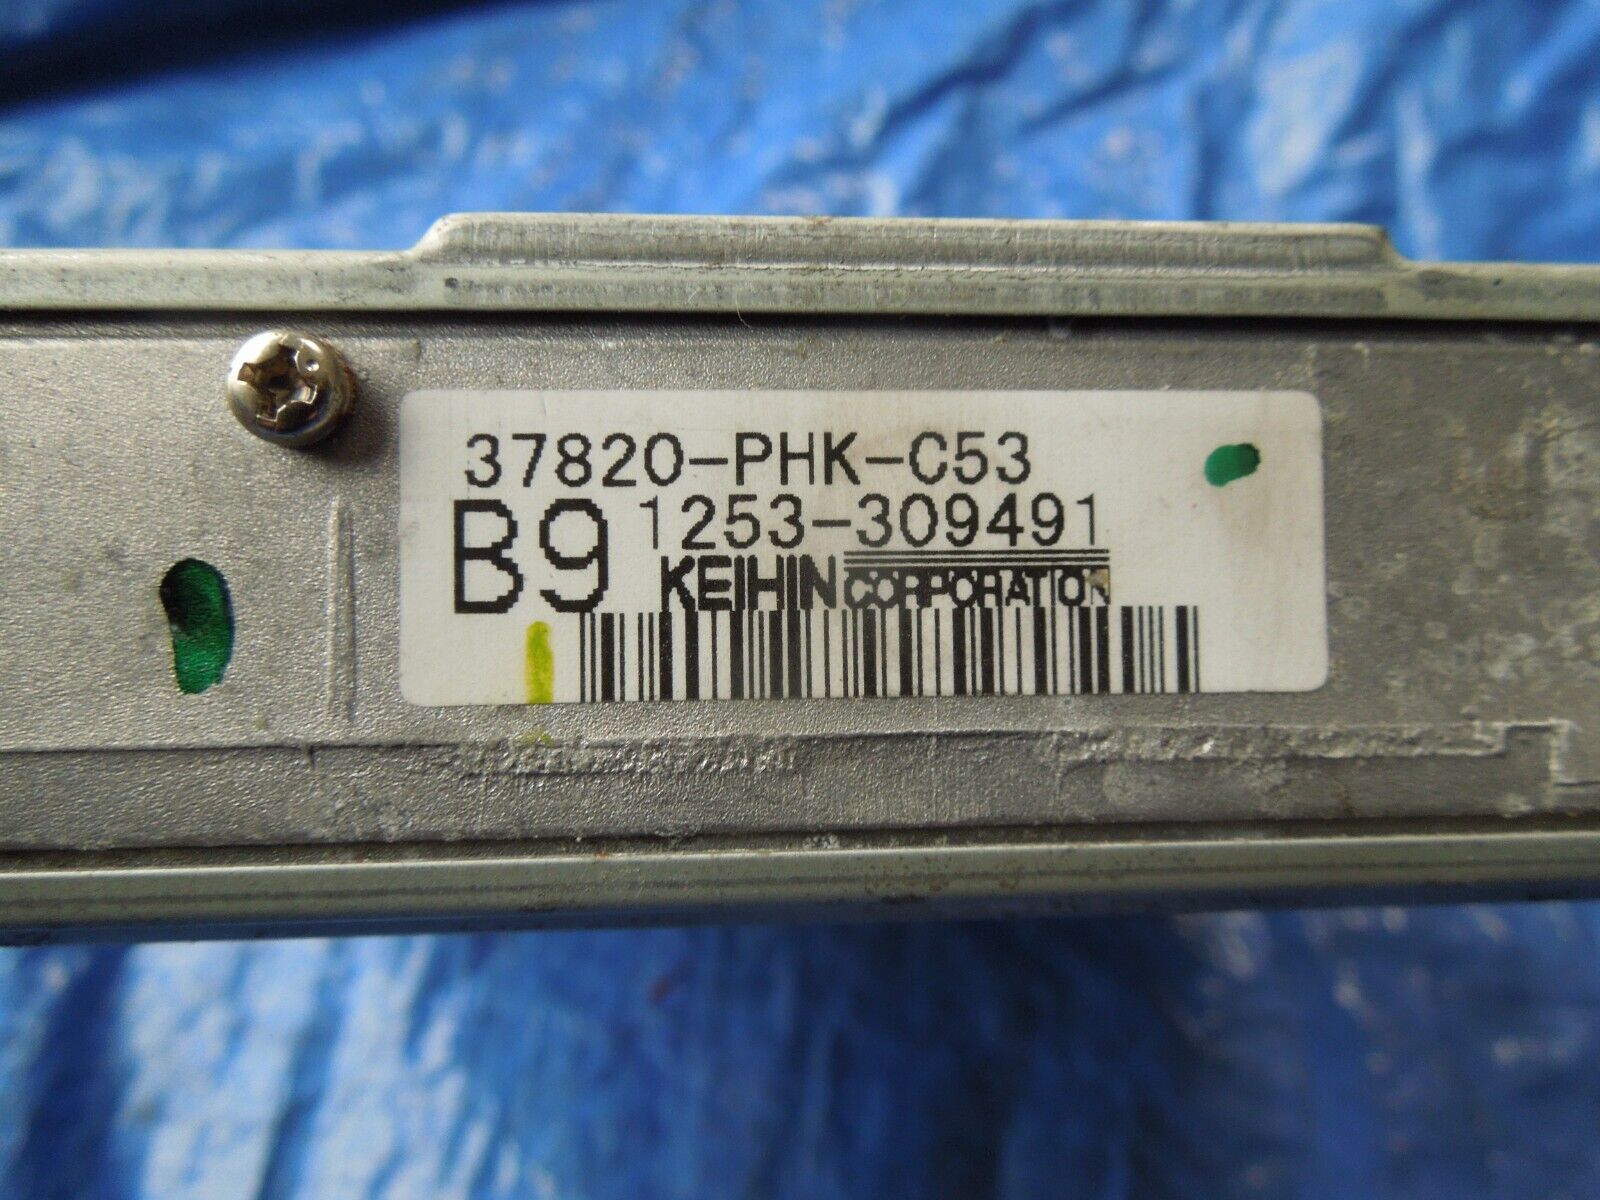 37820-PHK-C53
B9 1253-309491
KEIHIN CORPORATION